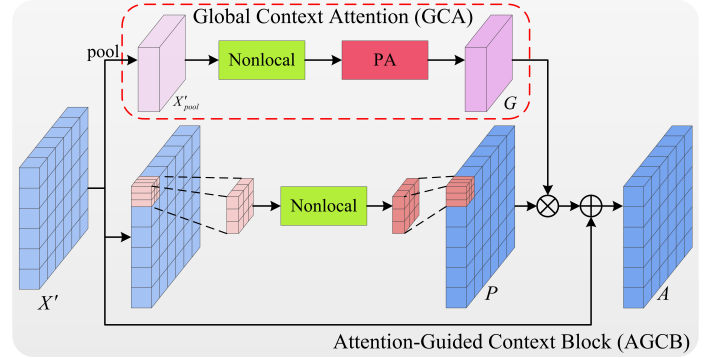 Global Context Attention (GCA)
pool
Nonlocal
PA
X'pool
G
Nonlocal
X'
P
A
Attention-Guided Context Block (AGCB)